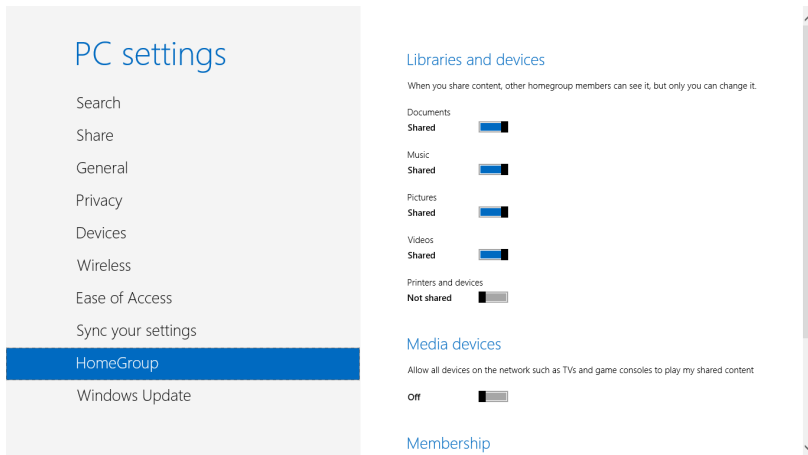 PC settings
Search
Share
General
Privacy
Devices
Wireless
Ease of Access
Sync your settings
HomeGroup
Windows Update
Libraries and devices
When you share content, other homegroup members can see it, but only you can change it.
Documents
Shared
Music
Shared
Pictures
Shared
Videos
Shared
Printers and devices
Not shared
Media devices
Allow all devices on the network such as TVs and game consoles to play my shared content
Off
Membership